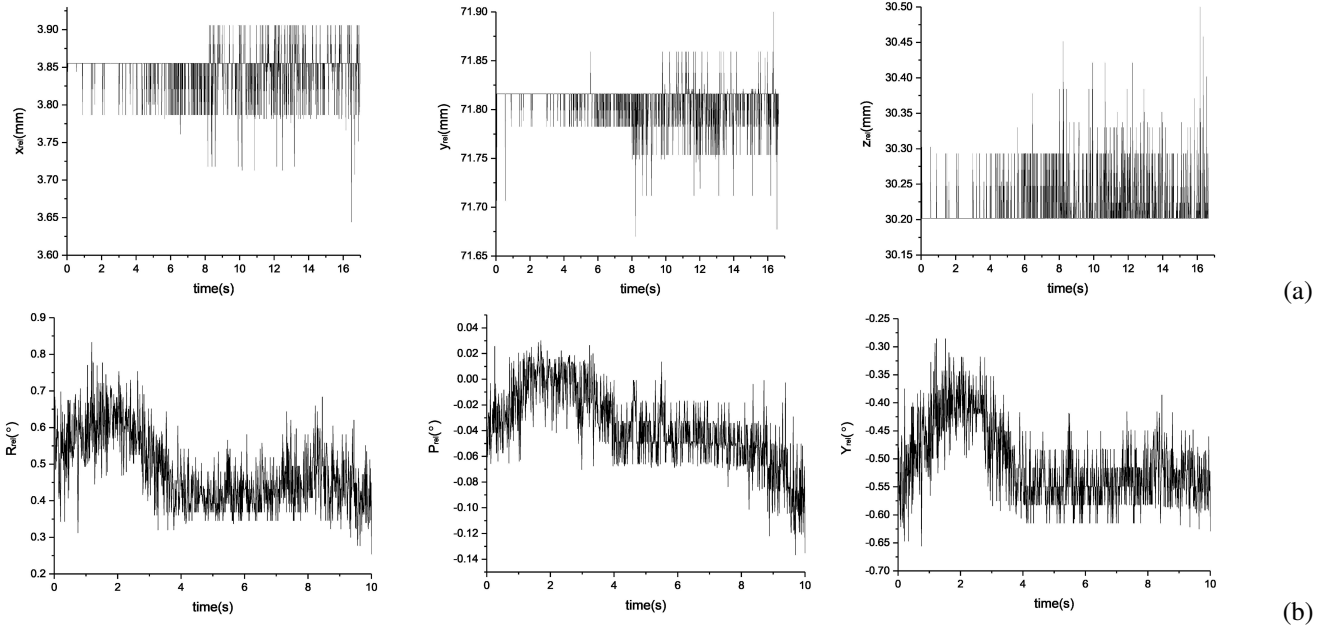 3.90
3.85
3.80
3.75
3.70
3.65
3.60
xrel(mm)
0 2 4 6 8 10 12 14 16
time(s)
71.90
71.85
71.80
71.75
71.70
71.65
yrel(mm)
0 2 4 6 8 10 12 14 16
time(s)
30.50
30.45
30.40
30.35
30.30
30.25
30.20
30.15
zrel(mm)
0 2 4 6 8 10 12 14 16
time(s)
(a)
0.9
0.8
0.7
0.6
0.5
0.4
0.3
0.2
Rrel(°)
0 2 4 6 8 10
time(s)
0.04
0.02
0.00
-0.02
-0.04
-0.06
-0.08
-0.10
-0.12
-0.14
Prel(°)
0 2 4 6 8 10
time(s)
-0.25
-0.30
-0.35
-0.40
-0.45
-0.50
-0.55
-0.60
-0.65
-0.70
Yrel(°)
0 2 4 6 8 10
time(s)
(b)